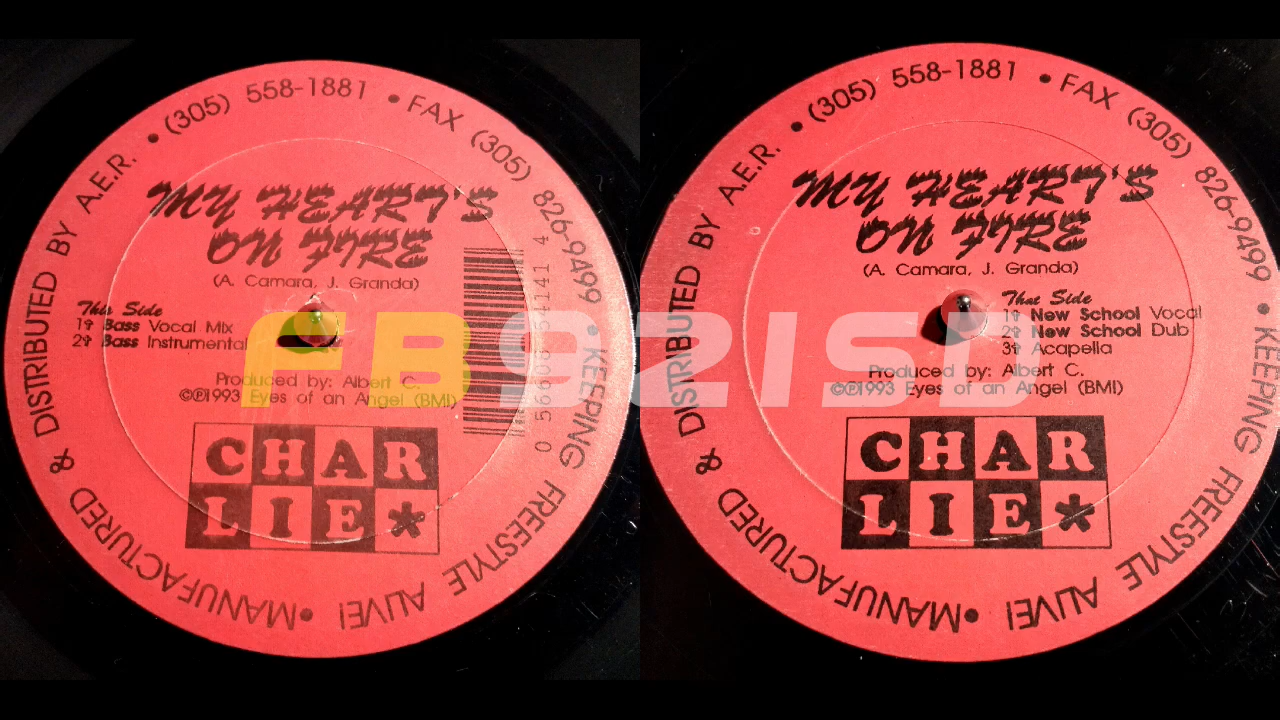 MANUFACTURED & DISTRIBUTED BY A.E.R. • (305) 558-1881 • FAX (305) 826-9499 • KEEPING FREESTYLE ALIVE! •
MY HEART'S
ON FIRE
(A. Camara, J. Granda)
This Side
1⇧ Bass Vocal Mix
2⇧ Bass Instrumental
Produced by: Albert C.
©℗1993 Eyes of an Angel (BMI)
CHAR
LIE*
MANUFACTURED & DISTRIBUTED BY A.E.R. • (305) 558-1881 • FAX (305) 826-9499 • KEEPING FREESTYLE ALIVE! •
MY HEART'S
ON FIRE
(A. Camara, J. Granda)
That Side
1⇧ New School Vocal
2⇧ New School Dub
3⇧ Acapella
Produced by: Albert C.
©℗1993 Eyes of an Angel (BMI)
CHAR
LIE*